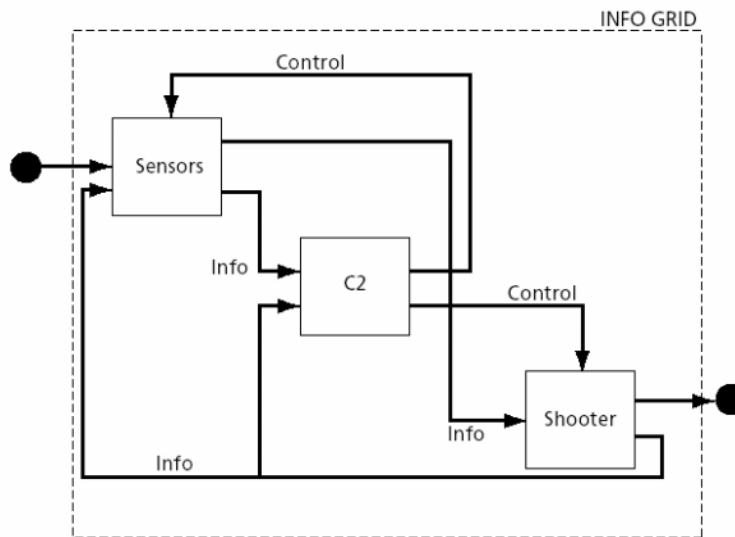 INFO GRID
Control
Sensors
Info
C2
Control
Shooter
Info
Info